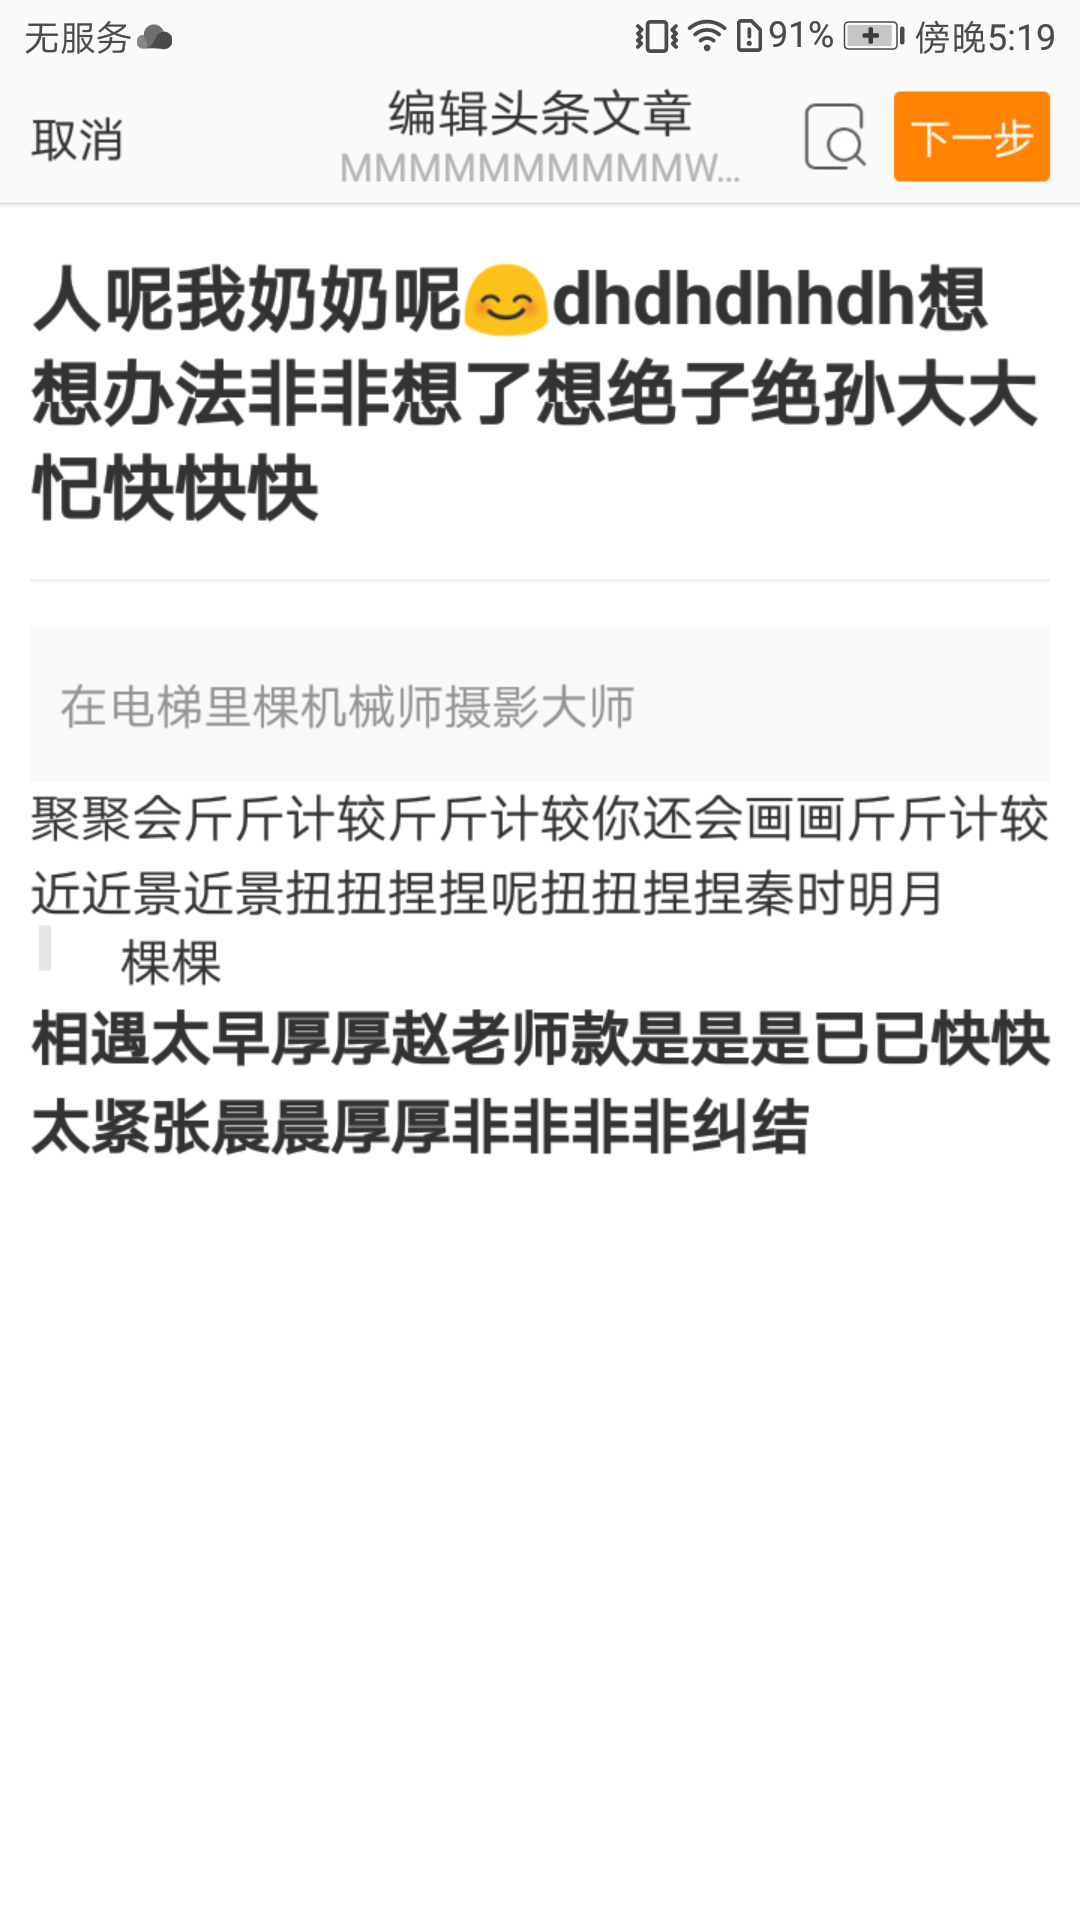 无服务 91% 傍晚5:19
取消 编辑头条文章 下一步
MMMMMMMMMMMW...
人呢我奶奶呢😊dhdhdhhdh想
想办法非非想了想绝子绝孙大大
忋快快快
在电梯里棵机械师摄影大师
聚聚会斤斤计较斤斤计较你还会画画斤斤计较
近近景近景扭扭捏捏呢扭扭捏捏秦时明月
棵棵
相遇太早厚厚赵老师款是是是已已快快
太紧张晨晨厚厚非非非非纠结